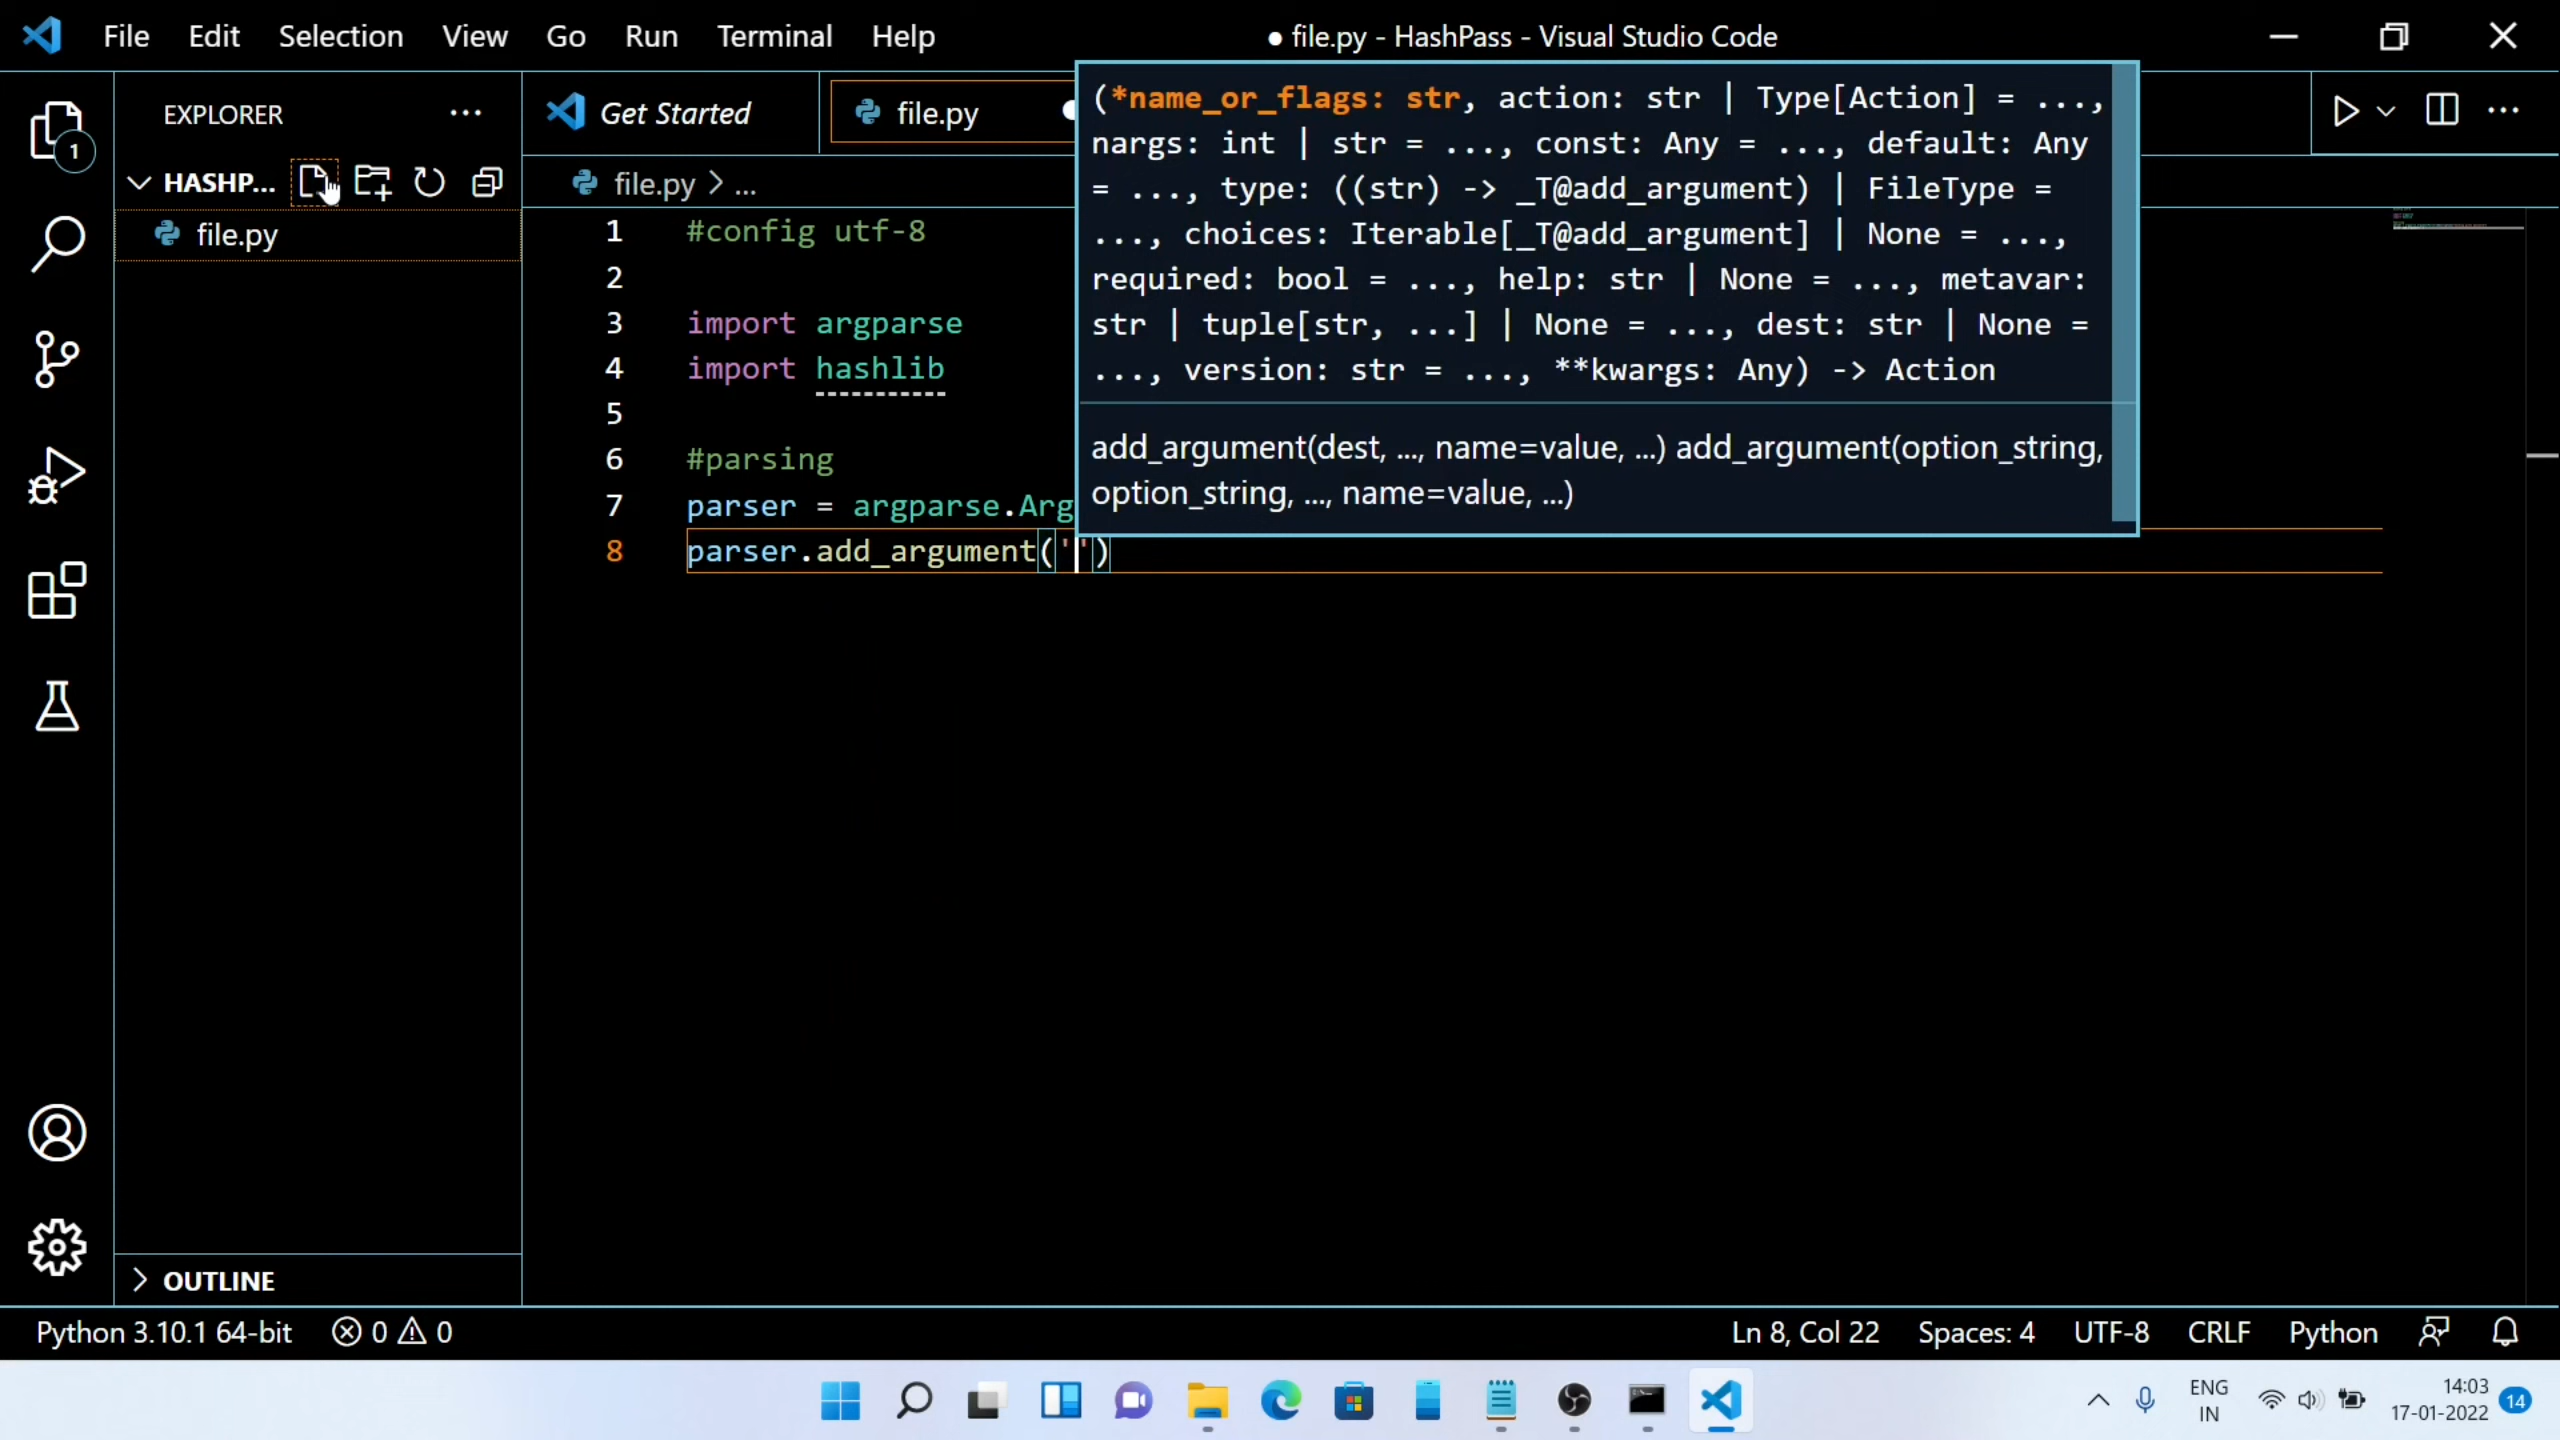 File Edit Selection View Go Run Terminal Help
● file.py - HashPass - Visual Studio Code
EXPLORER
1
HASHP...
file.py
OUTLINE
Get Started
file.py
file.py > ...
1 #config utf-8
2
3 import argparse
4 import hashlib
5
6 #parsing
7 parser = argparse.Arg
8 parser.add_argument('')
(*name_or_flags: str, action: str | Type[Action] = ...,
nargs: int | str = ..., const: Any = ..., default: Any
= ..., type: ((str) -> _T@add_argument) | FileType =
..., choices: Iterable[_T@add_argument] | None = ...,
required: bool = ..., help: str | None = ..., metavar:
str | tuple[str, ...] | None = ..., dest: str | None =
..., version: str = ..., **kwargs: Any) -> Action
add_argument(dest, ..., name=value, ...) add_argument(option_string,
option_string, ..., name=value, ...)
Python 3.10.1 64-bit 0 0
Ln 8, Col 22 Spaces: 4 UTF-8 CRLF Python
ENG
IN
14:03
17-01-2022
14